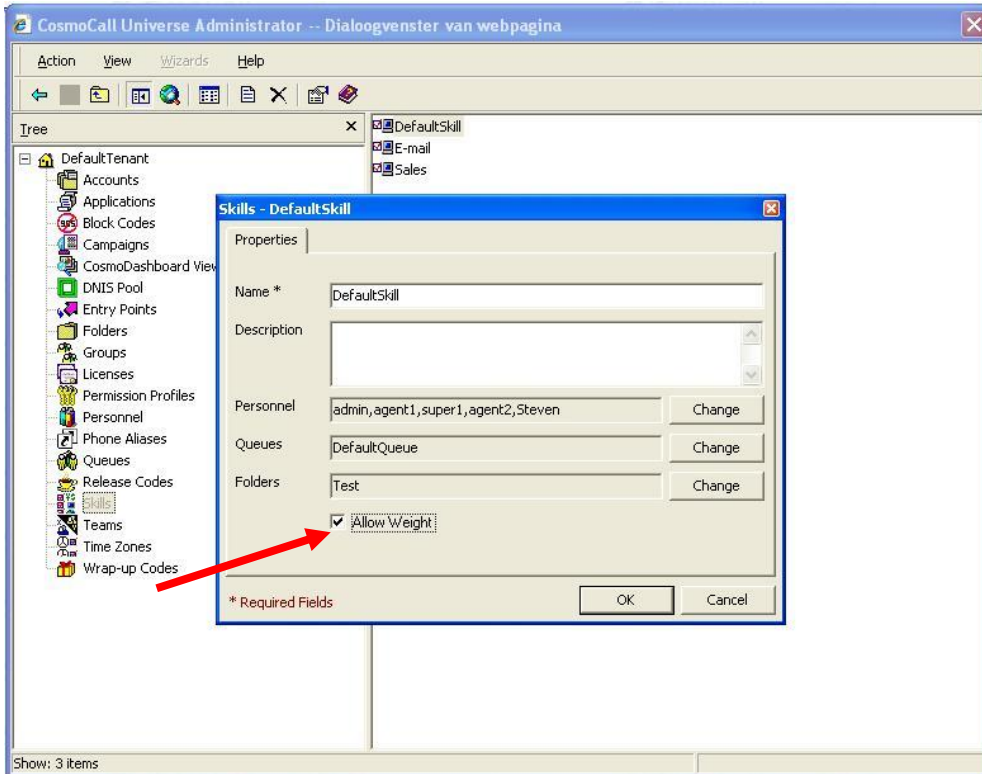 CosmoCall Universe Administrator -- Dialoogvenster van webpagina
Action View Wizards Help
Tree
DefaultTenant
Accounts
Applications
Block Codes
Campaigns
CosmoDashboard View
DNIS Pool
Entry Points
Folders
Groups
Licenses
Permission Profiles
Personnel
Phone Aliases
Queues
Release Codes
Skills
Teams
Time Zones
Wrap-up Codes
DefaultSkill
E-mail
Sales
Skills - DefaultSkill
Properties
Name * DefaultSkill
Description
Personnel admin,agent1,super1,agent2,Steven Change
Queues DefaultQueue Change
Folders Test Change
Allow Weight
* Required Fields OK Cancel
Show: 3 items